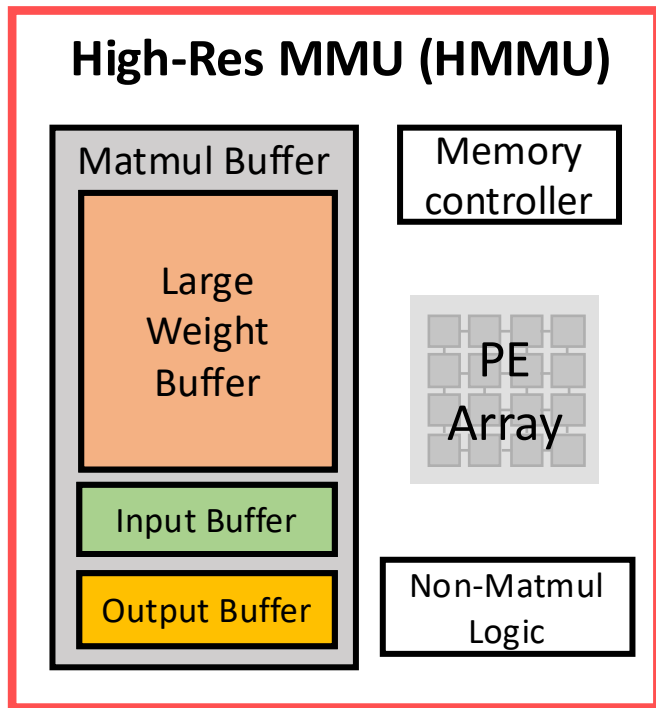 High-Res MMU (HMMU)
Matmul Buffer
Large
Weight
Buffer
Input Buffer
Output Buffer
Memory
controller
PE
Array
Non-Matmul
Logic